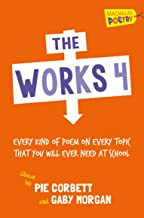 MACMILLAN
POETRY
THE
WORKS 4
EVERY KIND OF POEM ON EVERY TOPIC
THAT YOU WILL EVER NEED AT SCHOOL
Chosen by
PIE CORBETT
AND GABY MORGAN